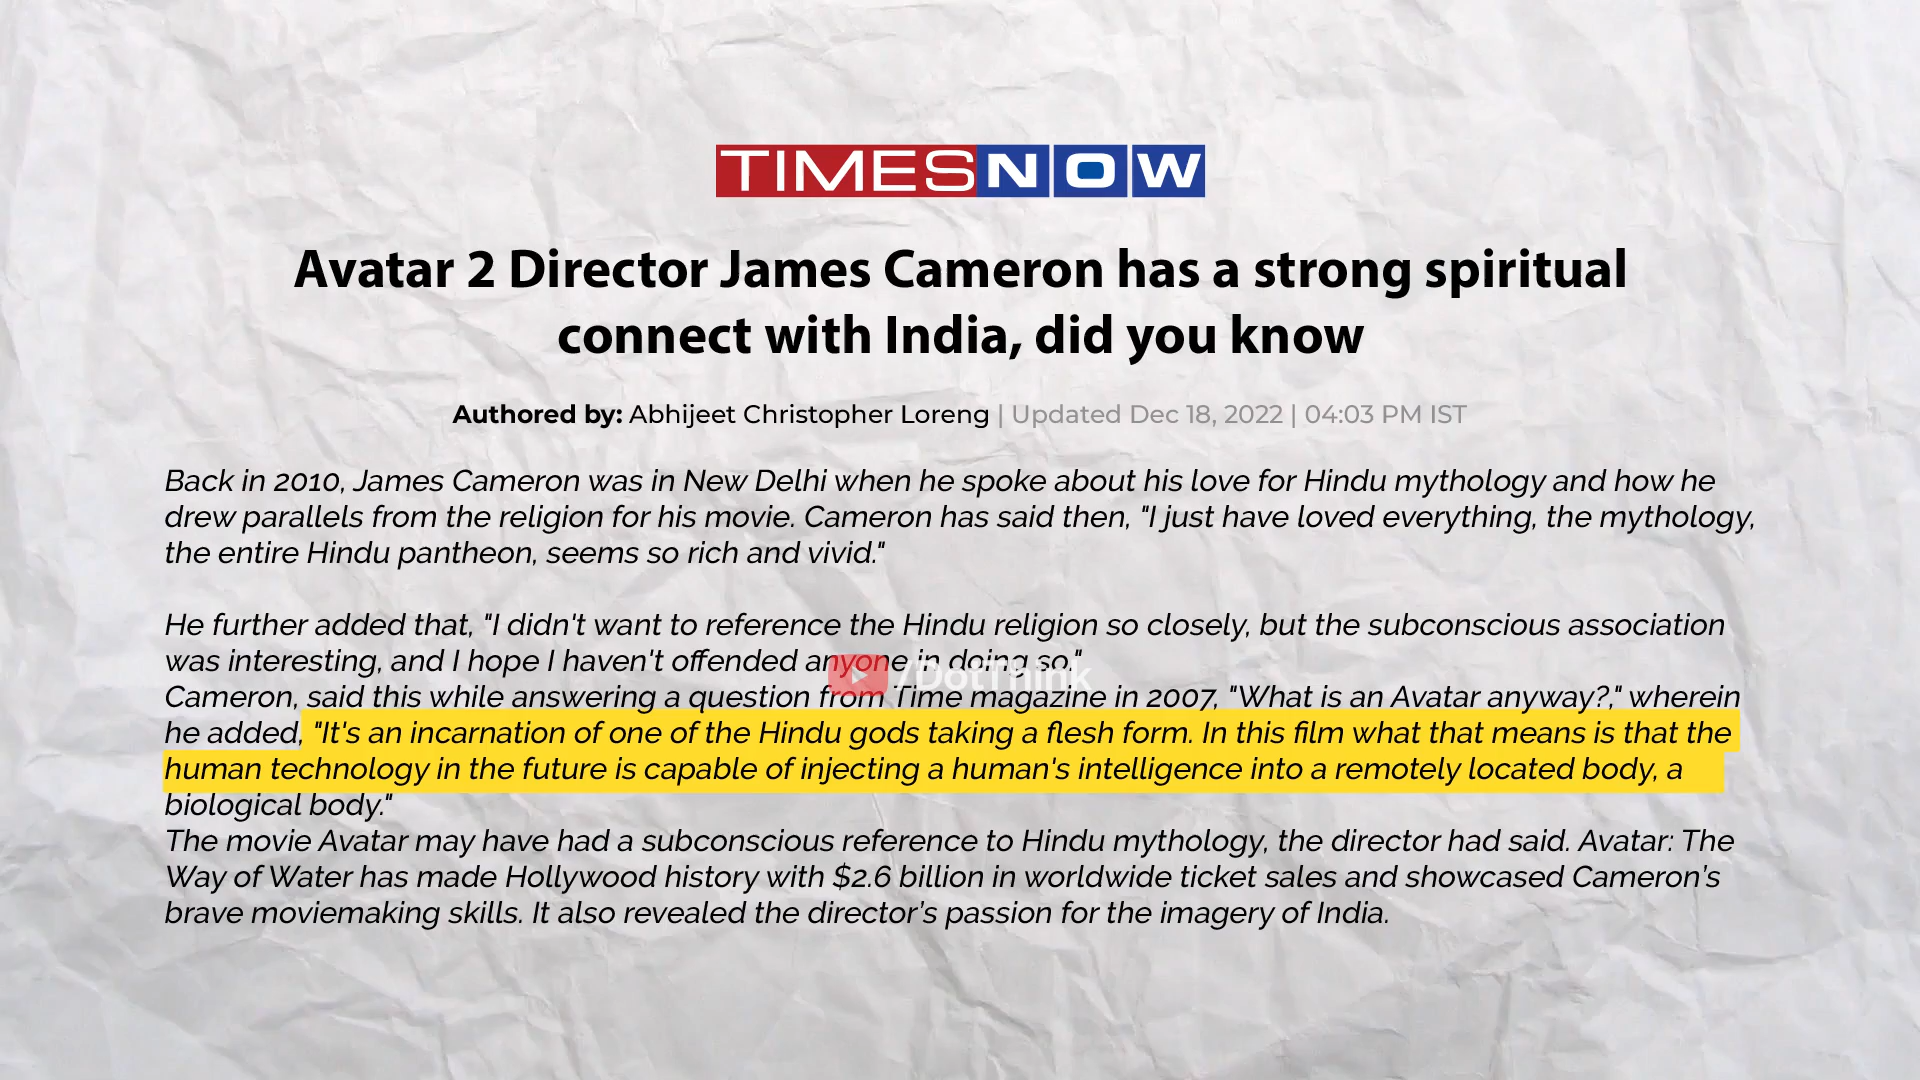 TIMES NOW
Avatar 2 Director James Cameron has a strong spiritual
connect with India, did you know
Authored by: Abhijeet Christopher Loreng | Updated Dec 18, 2022 | 04:03 PM IST
Back in 2010, James Cameron was in New Delhi when he spoke about his love for Hindu mythology and how he
drew parallels from the religion for his movie. Cameron has said then, "I just have loved everything, the mythology,
the entire Hindu pantheon, seems so rich and vivid."
He further added that, "I didn't want to reference the Hindu religion so closely, but the subconscious association
was interesting, and I hope I haven't offended anyone in doing so."
/DotThink
Cameron, said this while answering a question from Time magazine in 2007, "What is an Avatar anyway?," wherein
he added, "It's an incarnation of one of the Hindu gods taking a flesh form. In this film what that means is that the
human technology in the future is capable of injecting a human's intelligence into a remotely located body, a
biological body."
The movie Avatar may have had a subconscious reference to Hindu mythology, the director had said. Avatar: The
Way of Water has made Hollywood history with $2.6 billion in worldwide ticket sales and showcased Cameron's
brave moviemaking skills. It also revealed the director's passion for the imagery of India.